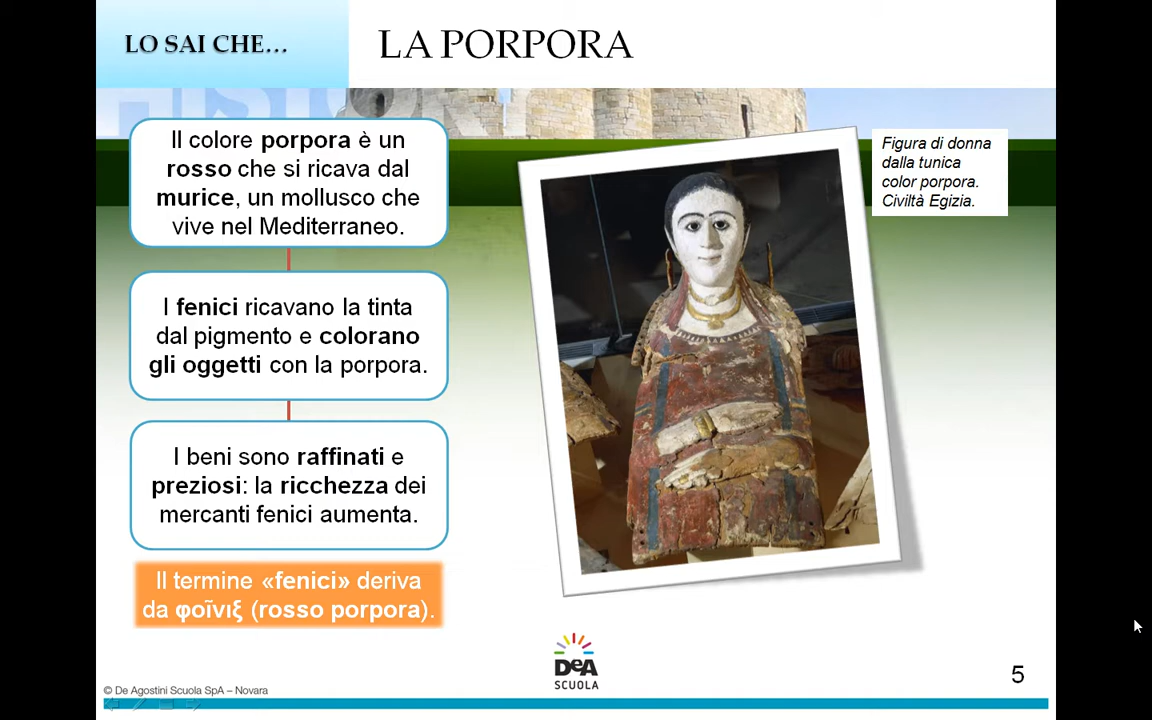 LO SAI CHE…
LA PORPORA
HISTORY
Il colore porpora è un
rosso che si ricava dal
murice, un mollusco che
vive nel Mediterraneo.
I fenici ricavano la tinta
dal pigmento e colorano
gli oggetti con la porpora.
I beni sono raffinati e
preziosi: la ricchezza dei
mercanti fenici aumenta.
Il termine «fenici» deriva
da φοῖνιξ (rosso porpora).
Figura di donna
dalla tunica
color porpora.
Civiltà Egizia.
DeA
SCUOLA
© De Agostini Scuola SpA – Novara
5